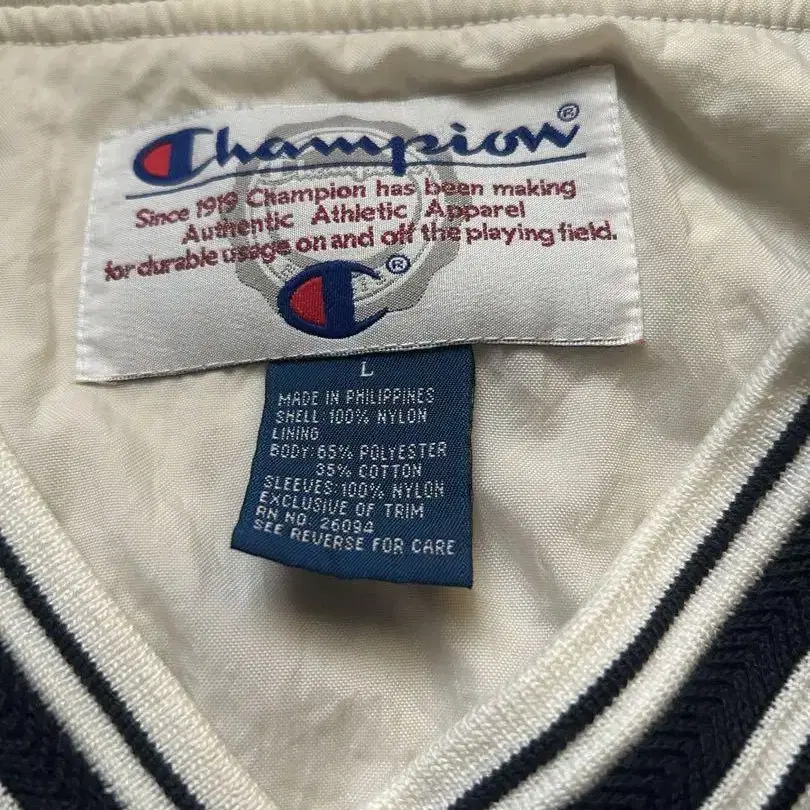 Champion®
Since 1919 Champion has been making
Authentic Athletic Apparel
for durable usage on and off the playing field.
®
L
MADE IN PHILIPPINES
SHELL: 100% NYLON
LINING
BODY: 65% POLYESTER
35% COTTON
SLEEVES: 100% NYLON
EXCLUSIVE OF TRIM
RN NO. 26094
SEE REVERSE FOR CARE